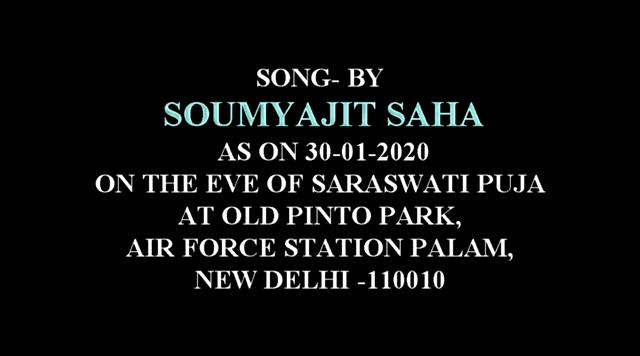 SONG- BY
SOUMYAJIT SAHA
AS ON 30-01-2020
ON THE EVE OF SARASWATI PUJA
AT OLD PINTO PARK,
AIR FORCE STATION PALAM,
NEW DELHI -110010